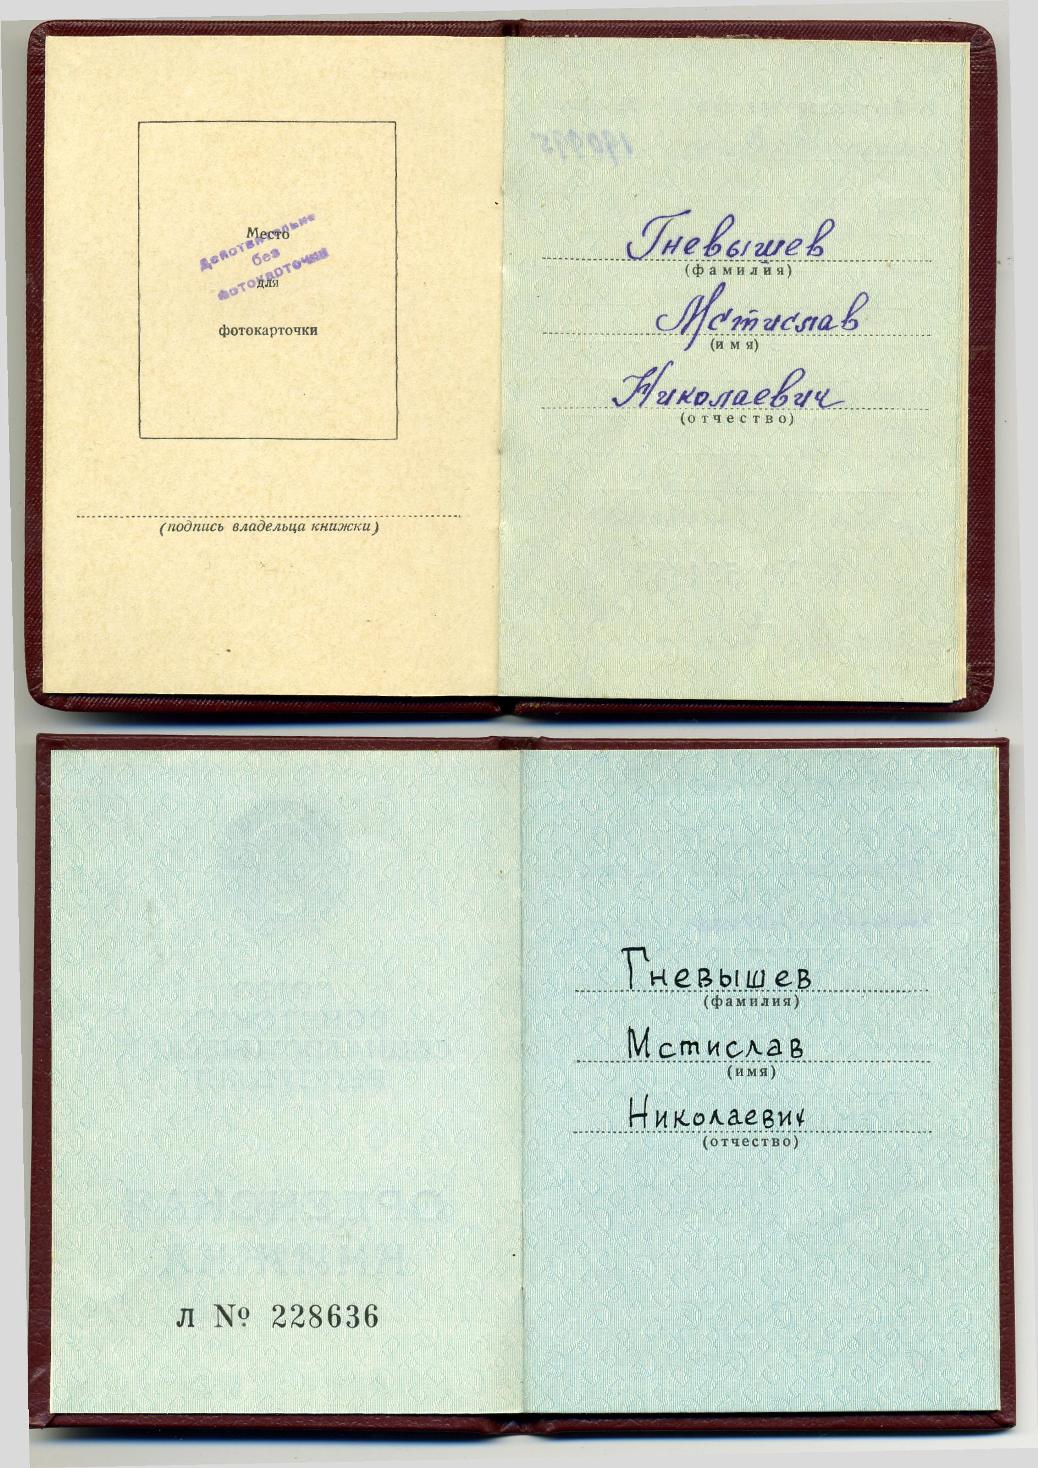 Место
для
фотокарточки
Действительно
без
фотокарточки
(подпись владельца книжки)
Гневышев
(фамилия)
Мстислав
(имя)
Николаевич
(отчество)
Л № 228636
Гневышев
(фамилия)
Мстислав
(имя)
Николаевич
(отчество)